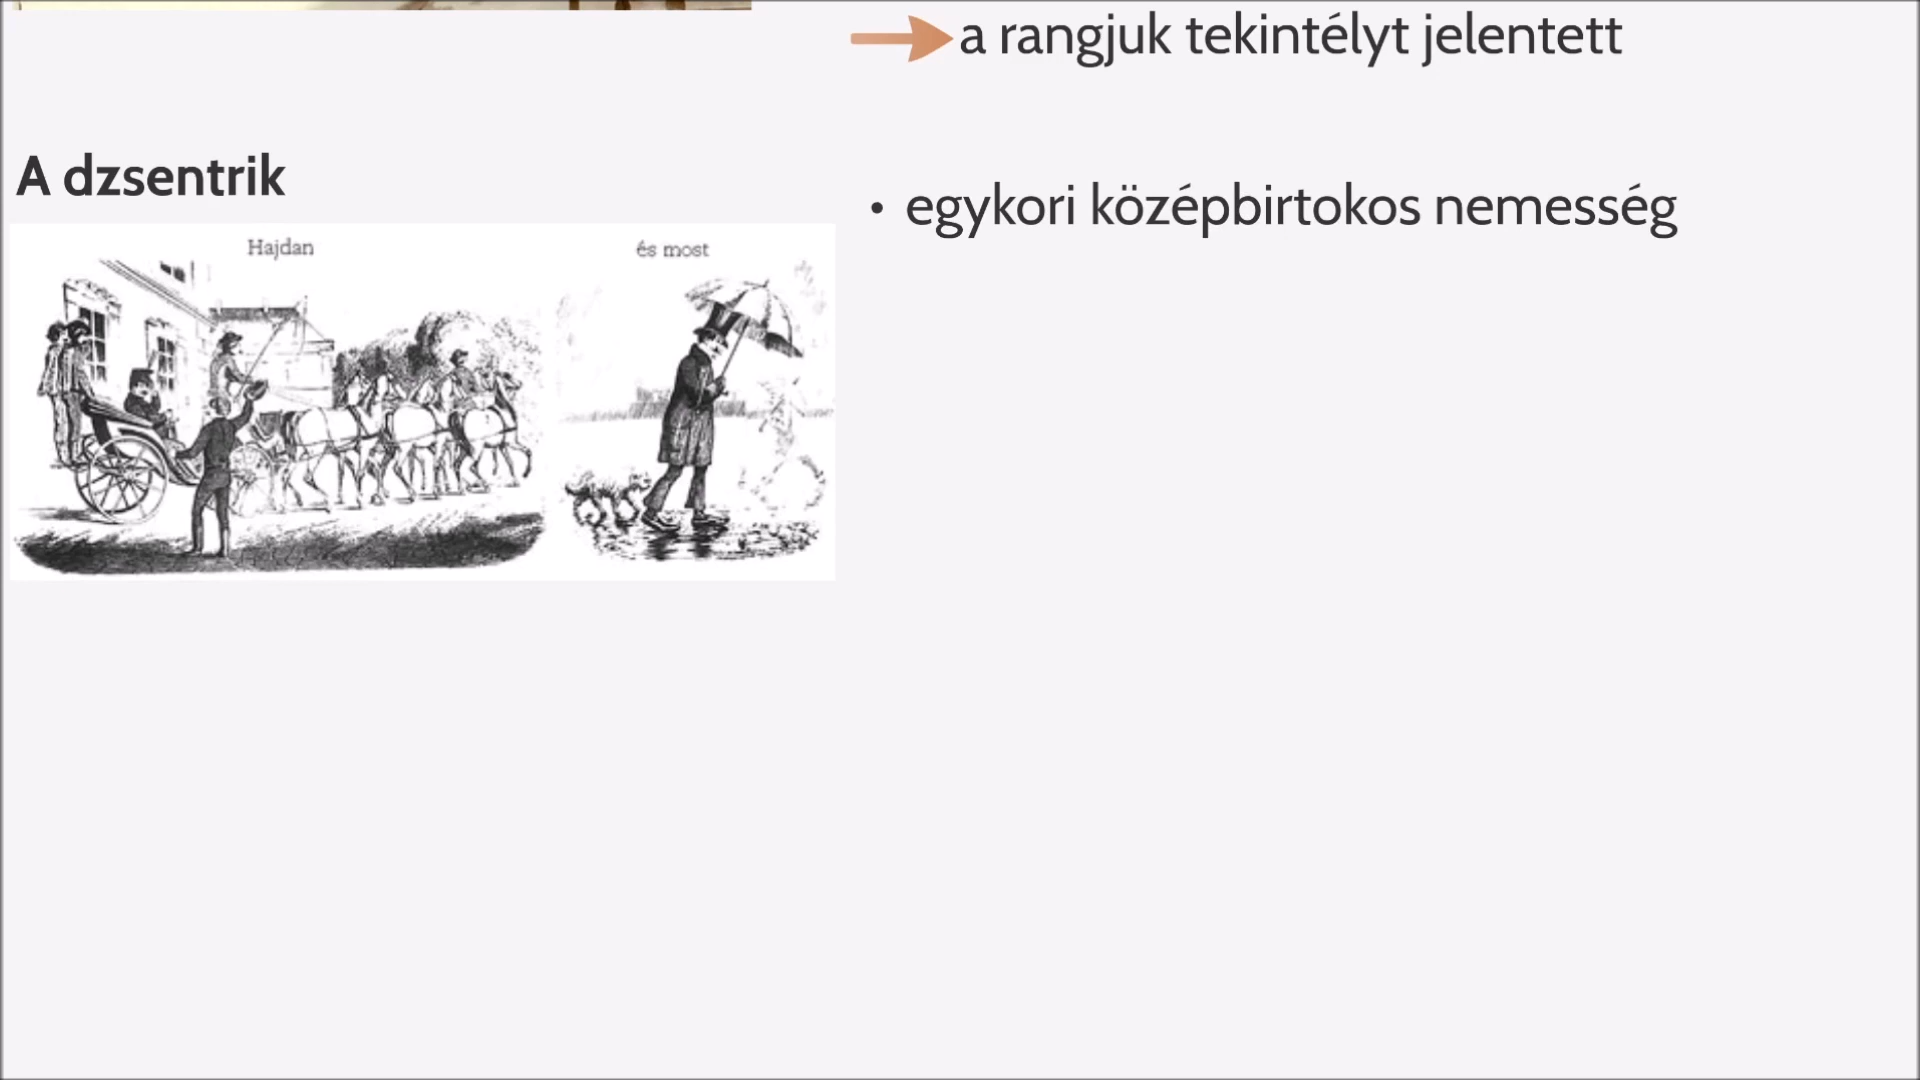 a rangjuk tekintélyt jelentett
A dzsentrik
• egykori középbirtokos nemesség
Hajdan
és most